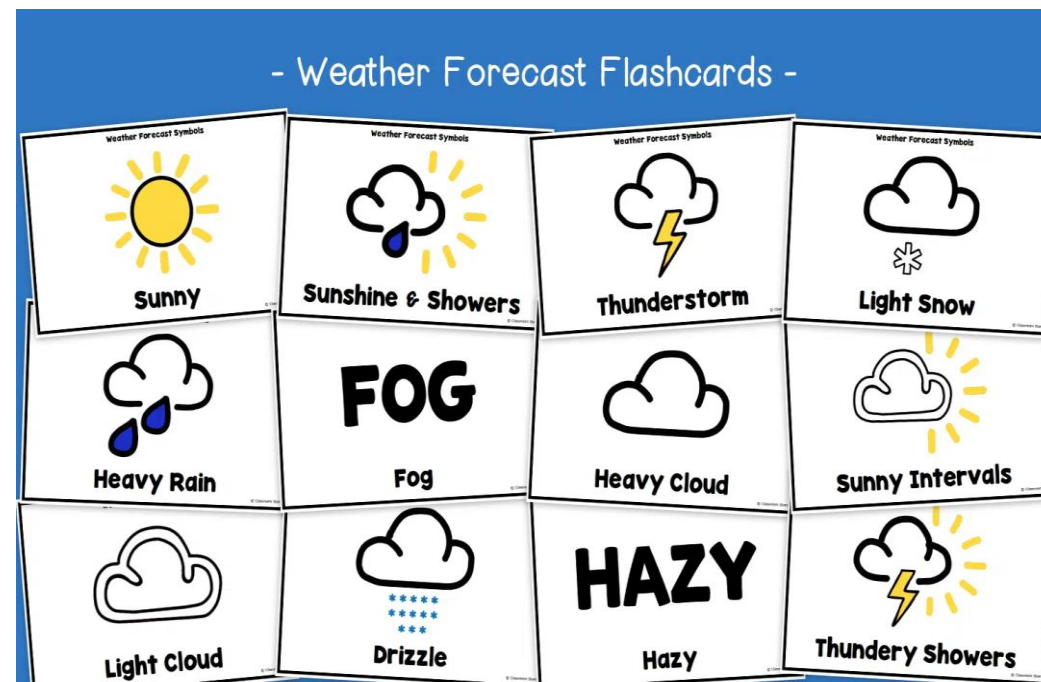 - Weather Forecast Flashcards -
Weather Forecast Symbols
Sunny
Weather Forecast Symbols
Sunshine & Showers
Weather Forecast Symbols
Thunderstorm
Weather Forecast Symbols
Light Snow
Heavy Rain
FOG
Fog
Heavy Cloud
Sunny Intervals
Light Cloud
Drizzle
HAZY
Hazy
Thundery Showers